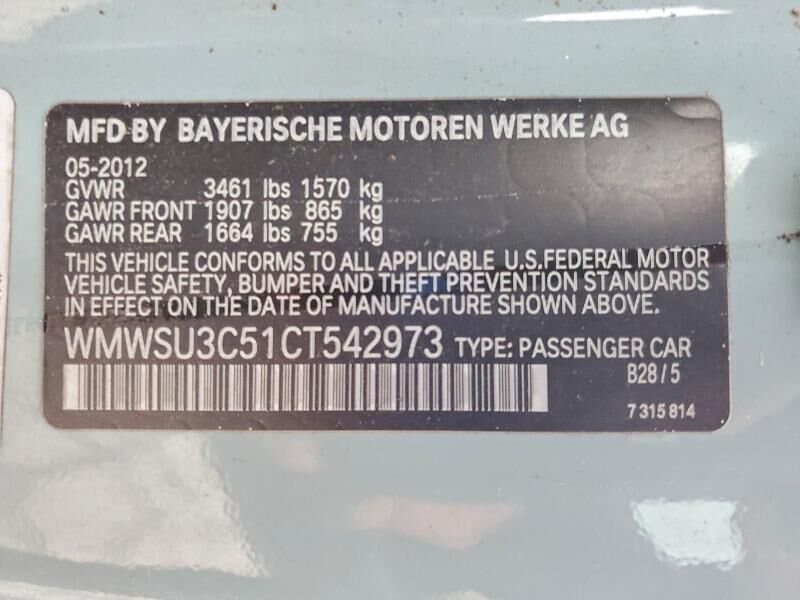 MFD BY BAYERISCHE MOTOREN WERKE AG
05-2012
GVWR 3461 lbs 1570 kg
GAWR FRONT 1907 lbs 865 kg
GAWR REAR 1664 lbs 755 kg
THIS VEHICLE CONFORMS TO ALL APPLICABLE U.S.FEDERAL MOTOR
VEHICLE SAFETY, BUMPER AND THEFT PREVENTION STANDARDS
IN EFFECT ON THE DATE OF MANUFACTURE SHOWN ABOVE.
WMWSU3C51CT542973 TYPE: PASSENGER CAR
B28/5
7 315 814